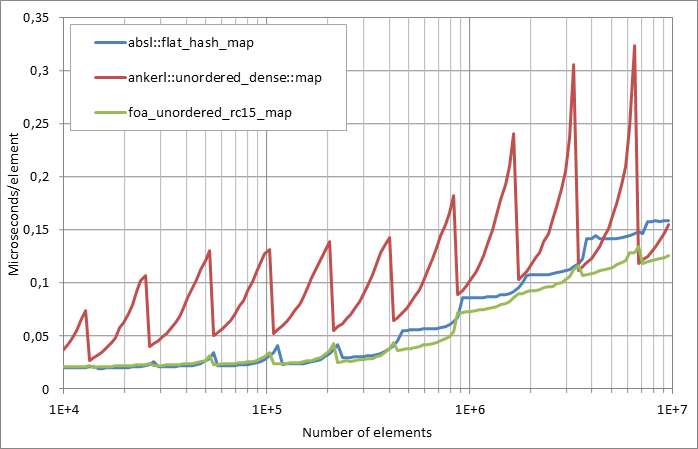 0,35
0,3
0,25
0,2
0,15
0,1
0,05
0
Microseconds/element
absl::flat_hash_map
ankerl::unordered_dense::map
foa_unordered_rc15_map
1E+4 1E+5 1E+6 1E+7
Number of elements